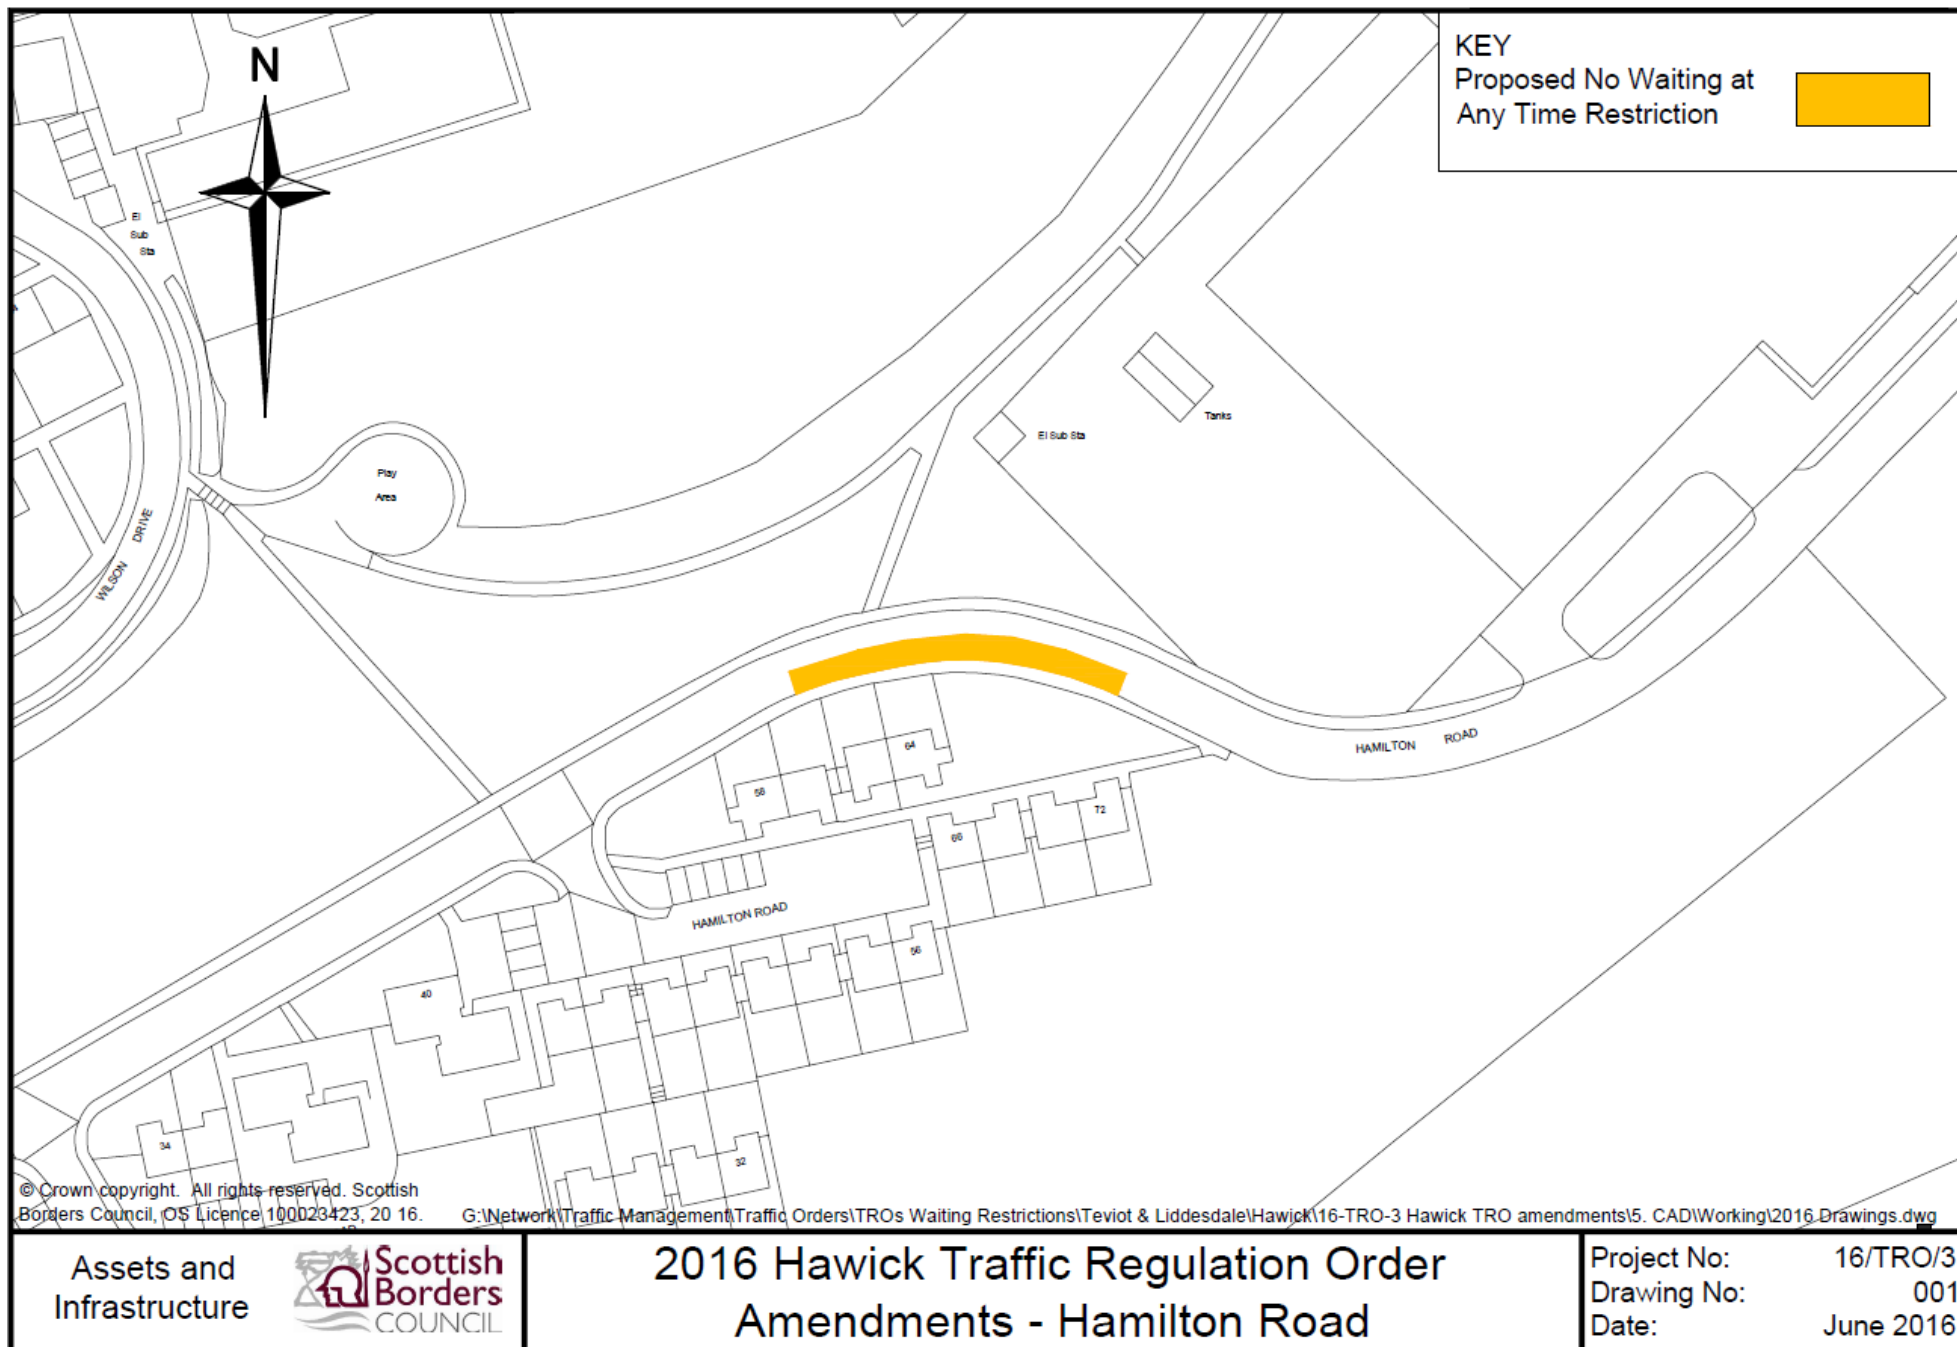 N
KEY
Proposed No Waiting at
Any Time Restriction
El
Sub
Sta
Tanks
El Sub Sta
Play
Area
WILSON DRIVE
HAMILTON ROAD
64
58
72
66
HAMILTON ROAD
56
40
34
32
© Crown copyright. All rights reserved. Scottish
Borders Council, OS Licence 100023423, 20 16.
G:\Network\Traffic Management\Traffic Orders\TROs Waiting Restrictions\Teviot & Liddesdale\Hawick\16-TRO-3 Hawick TRO amendments\5. CAD\Working\2016 Drawings.dwg
Assets and
Infrastructure
Scottish
Borders
COUNCIL
2016 Hawick Traffic Regulation Order
Amendments - Hamilton Road
Project No: 16/TRO/3
Drawing No: 001
Date: June 2016